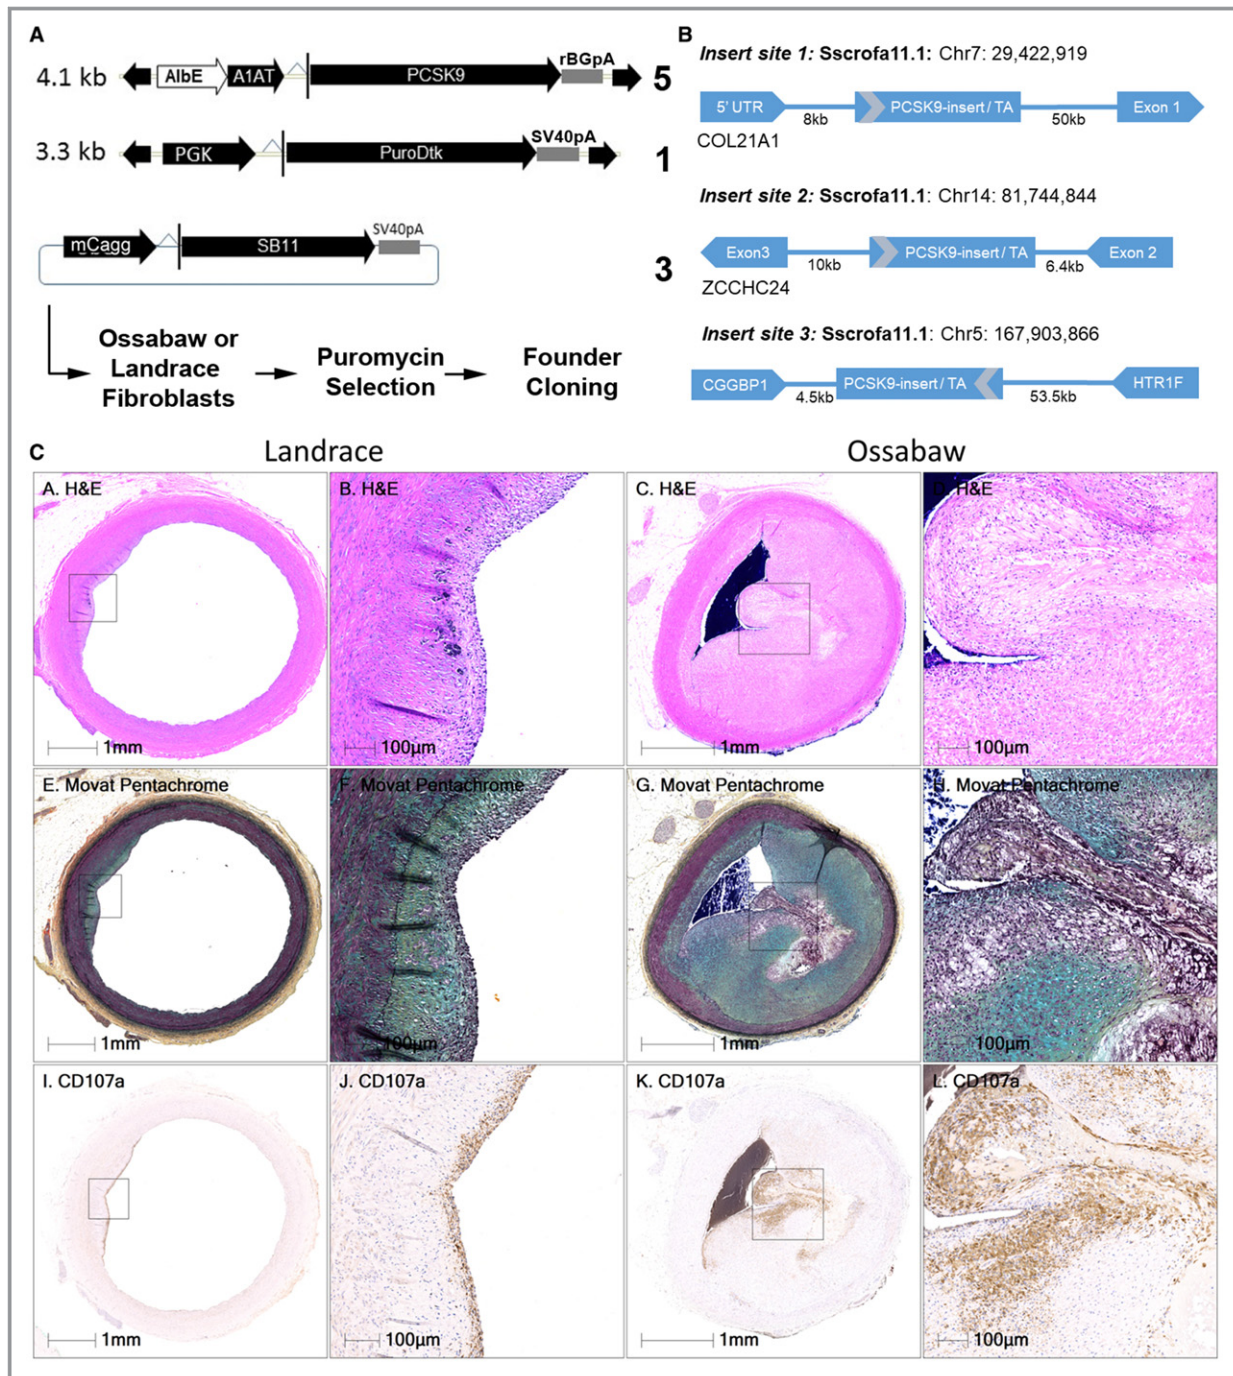 A
4.1 kb
AlbE
A1AT
PCSK9
rBGpA
5
3.3 kb
PGK
PuroDtk
SV40pA
1
mCagg
SB11
SV40pA
3
Ossabaw or
Landrace
Fibroblasts
Puromycin
Selection
Founder
Cloning
B
Insert site 1: Sscrofa11.1: Chr7: 29,422,919
5' UTR
8kb
PCSK9-insert / TA
50kb
Exon 1
COL21A1
Insert site 2: Sscrofa11.1: Chr14: 81,744,844
Exon3
10kb
PCSK9-insert / TA
6.4kb
Exon 2
ZCCHC24
Insert site 3: Sscrofa11.1: Chr5: 167,903,866
CGGBP1
4.5kb
PCSK9-insert / TA
53.5kb
HTR1F
C
Landrace
Ossabaw
A. H&E
1mm
B. H&E
100µm
C. H&E
1mm
D. H&E
100µm
E. Movat Pentachrome
1mm
F. Movat Pentachrome
100µm
G. Movat Pentachrome
1mm
H. Movat Pentachrome
100µm
I. CD107a
1mm
J. CD107a
100µm
K. CD107a
1mm
L. CD107a
100µm